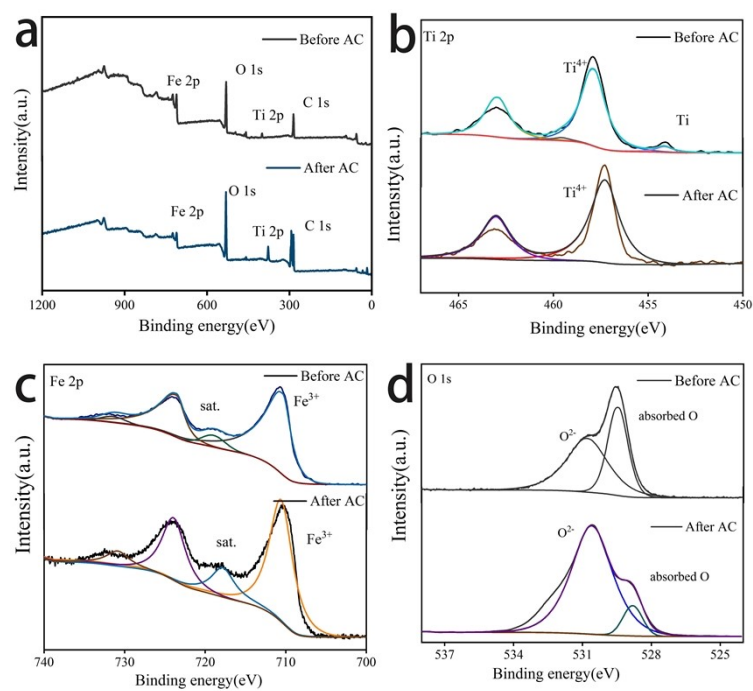 a
Before AC
O 1s
Fe 2p
Ti 2p
C 1s
After AC
O 1s
Fe 2p
Ti 2p
C 1s
Intensity(a.u.)
1200 900 600 300 0
Binding energy(eV)
b
Ti 2p
Before AC
Ti4+
Ti
After AC
Ti4+
Intensity(a.u.)
465 460 455 450
Binding energy(eV)
c
Fe 2p
Before AC
sat.
Fe3+
After AC
sat.
Fe3+
Intensity(a.u.)
740 730 720 710 700
Binding energy(eV)
d
O 1s
Before AC
absorbed O
O2-
After AC
O2-
absorbed O
Intensity(a.u.)
537 534 531 528 525
Binding energy(eV)